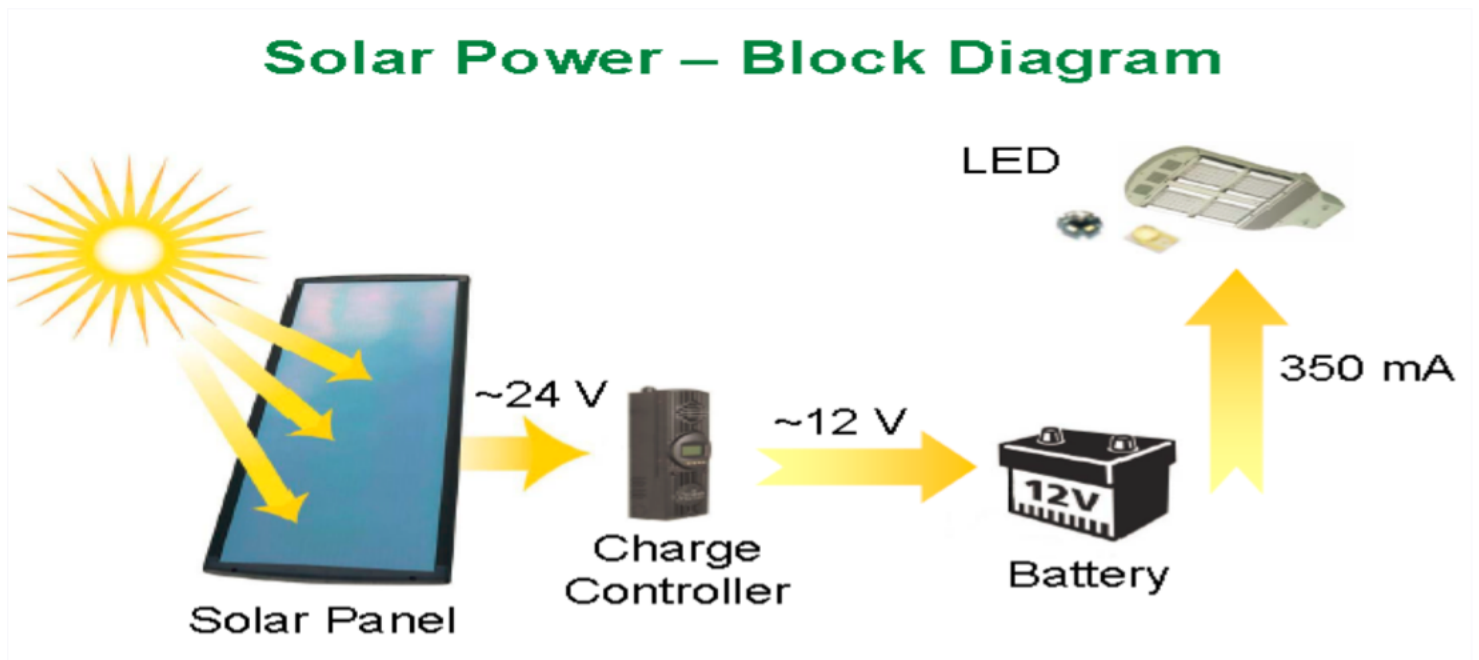 Solar Power – Block Diagram
LED
~24 V
~12 V
350 mA
12V
Charge
Controller
Battery
Solar Panel